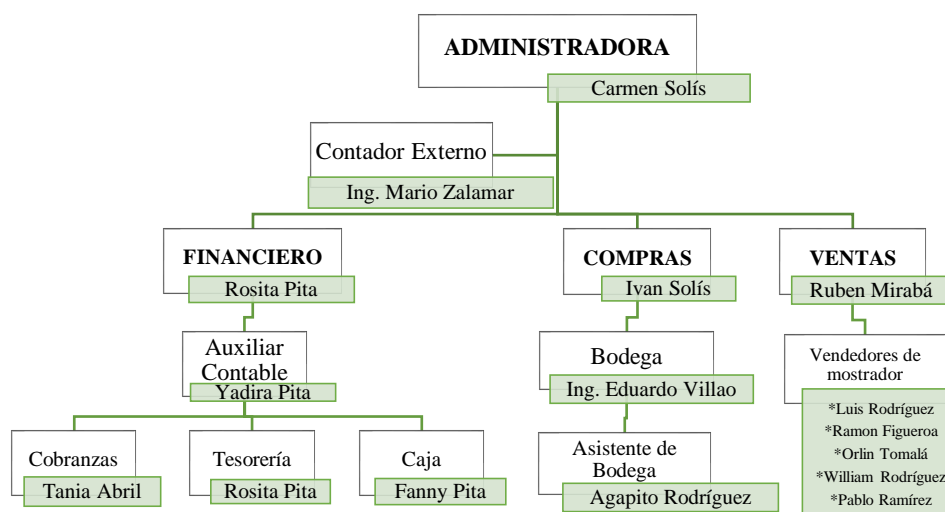 ADMINISTRADORA
Carmen Solís
Contador Externo
Ing. Mario Zalamar
FINANCIERO
Rosita Pita
COMPRAS
Ivan Solís
VENTAS
Ruben Mirabá
Auxiliar
Contable
Yadira Pita
Bodega
Ing. Eduardo Villao
Vendedores de
mostrador
*Luis Rodríguez
*Ramon Figueroa
*Orlin Tomalá
*William Rodríguez
*Pablo Ramírez
Cobranzas
Tania Abril
Tesorería
Rosita Pita
Caja
Fanny Pita
Asistente de
Bodega
Agapito Rodríguez